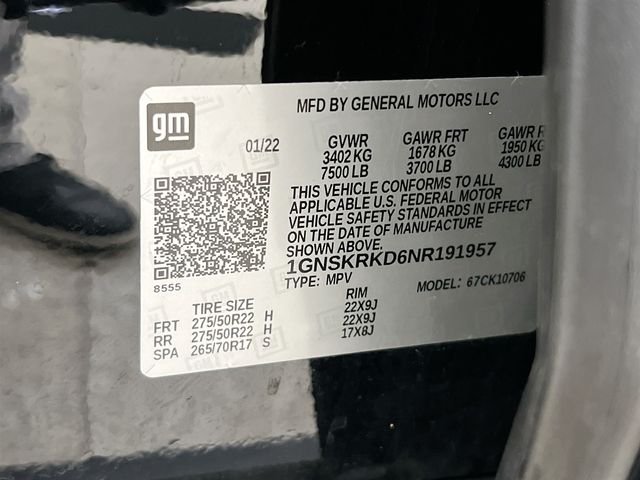 gm
MFD BY GENERAL MOTORS LLC
01/22 GVWR GAWR FRT GAWR R
3402 KG 1678 KG 1950 KG
7500 LB 3700 LB 4300 LB
THIS VEHICLE CONFORMS TO ALL
APPLICABLE U.S. FEDERAL MOTOR
VEHICLE SAFETY STANDARDS IN EFFECT
ON THE DATE OF MANUFACTURE
SHOWN ABOVE.
1GNSKRKD6NR191957
8555 TYPE: MPV MODEL: 67CK10706
TIRE SIZE RIM
FRT 275/50R22 H 22X9J
RR 275/50R22 H 22X9J
SPA 265/70R17 S 17X8J